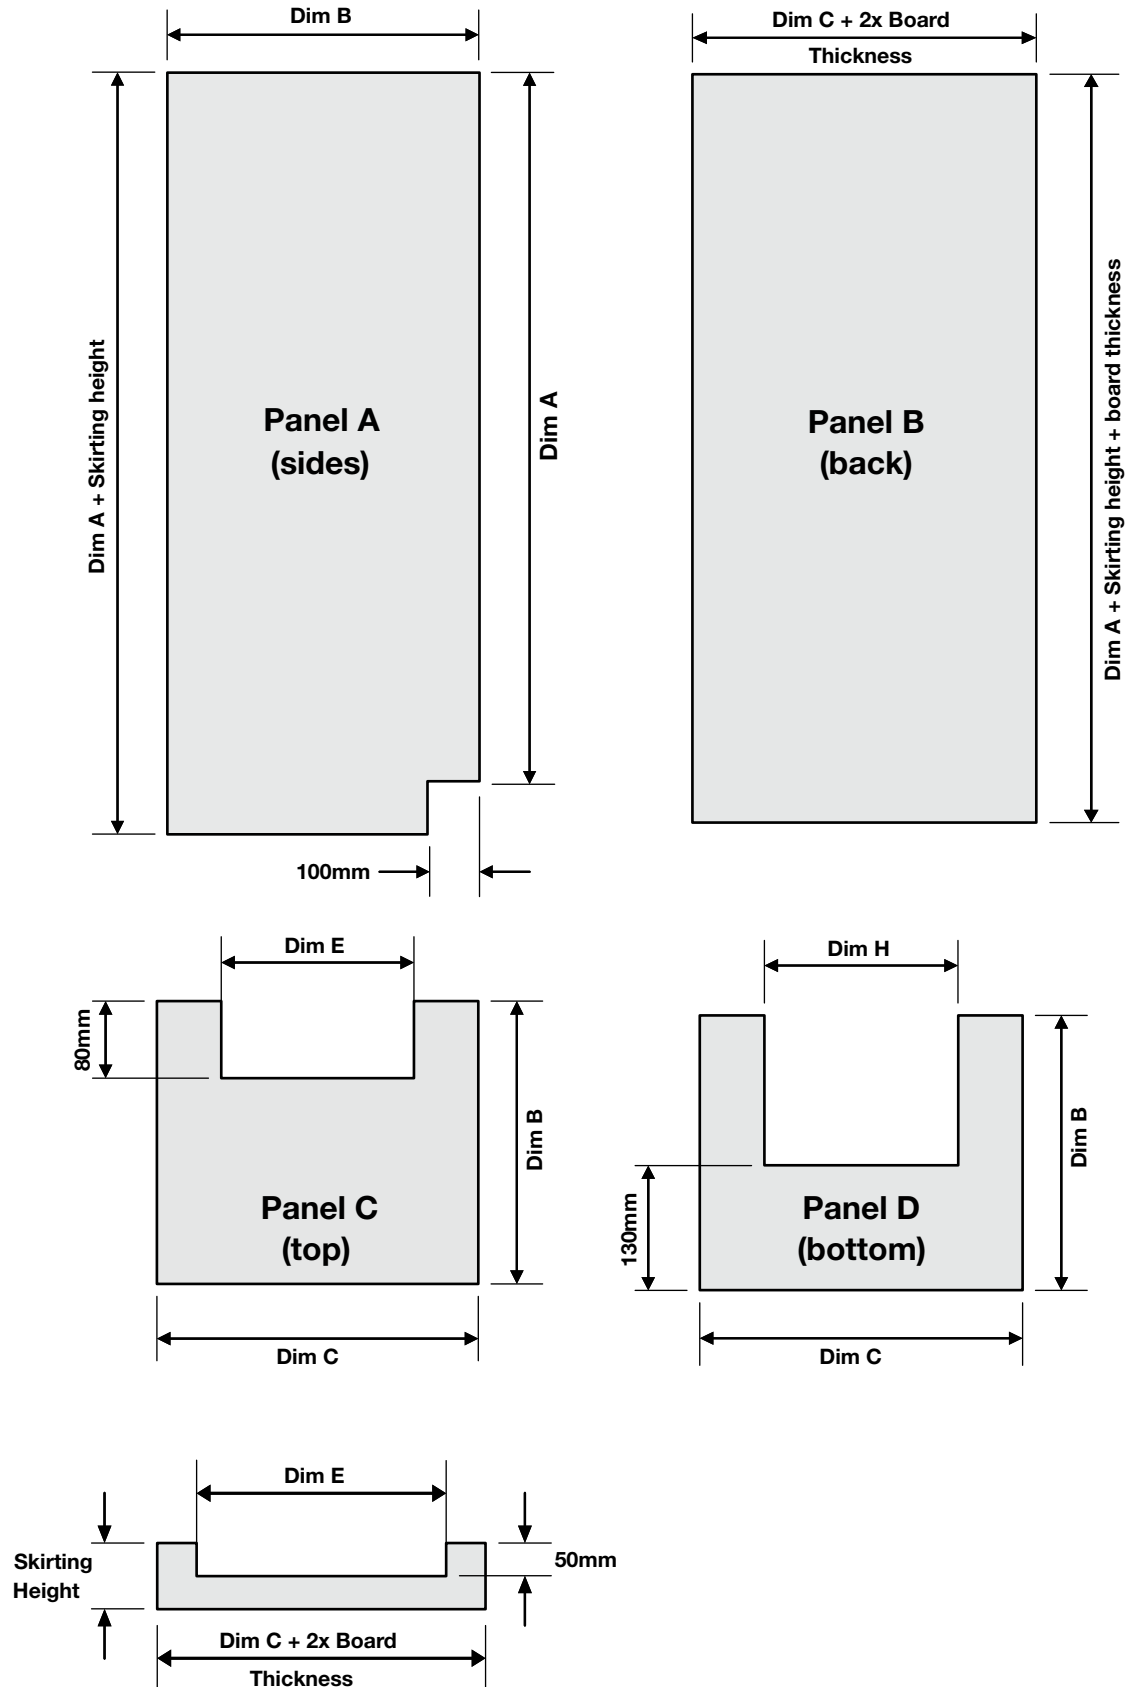 Dim B
Dim C + 2x Board
Thickness
Dim A + Skirting height
Dim A
Panel A
(sides)
Panel B
(back)
Dim A + Skirting height + board thickness
100mm
Dim E
Dim H
80mm
Dim B
Panel C
(top)
130mm
Dim B
Panel D
(bottom)
Dim C
Dim C
Dim E
Skirting
Height
50mm
Dim C + 2x Board
Thickness